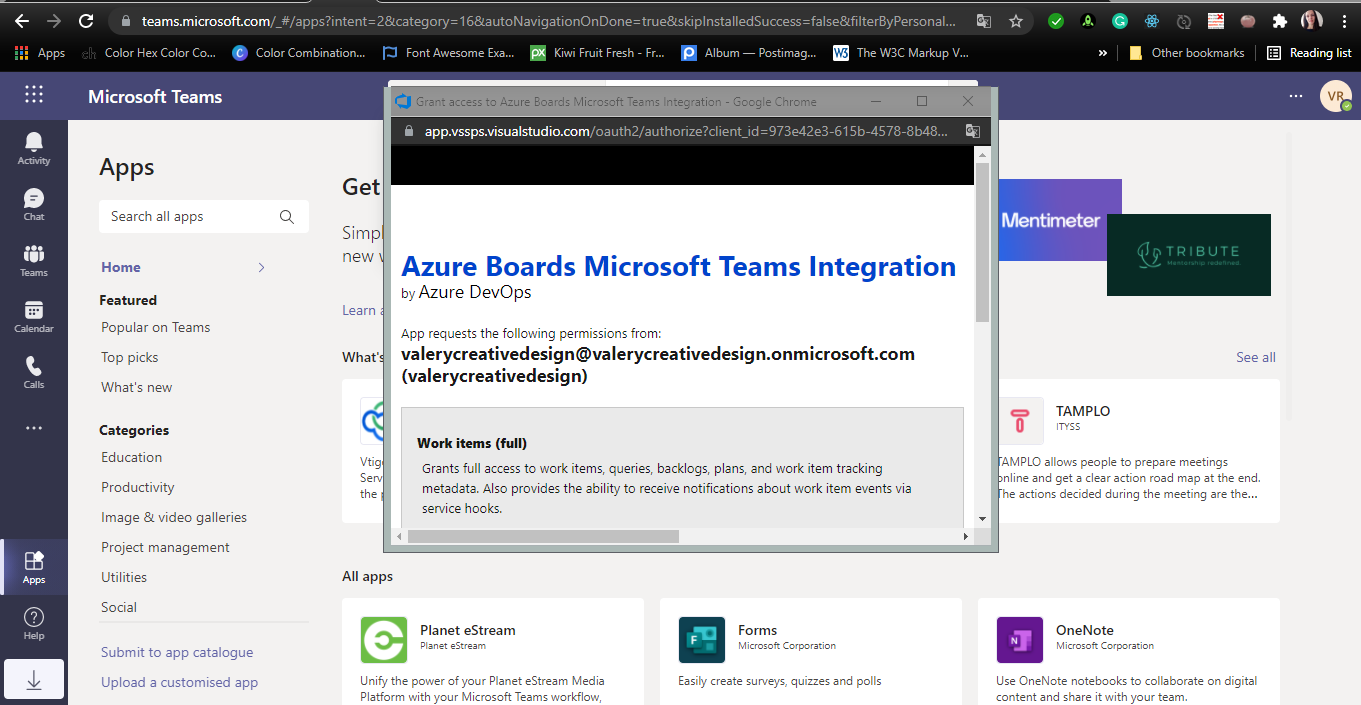 teams.microsoft.com/_#/apps?intent=2&category=16&autoNavigationOnDone=true&skipInstalledSuccess=false&filterByPersonal...
Apps
Color Hex Color Co...
Color Combination...
Font Awesome Exa...
Kiwi Fruit Fresh - Fr...
Album — Postimag...
The W3C Markup V...
»
Other bookmarks
Reading list
Microsoft Teams
VR
Activity
Chat
Teams
Calendar
Calls
Apps
Help
Apps
Search all apps
Home
Featured
Popular on Teams
Top picks
What's new
Categories
Education
Productivity
Image & video galleries
Project management
Utilities
Social
Submit to app catalogue
Upload a customised app
Get
Simpl
new
Learn a
What's
Vtige
Serv
the
Grant access to Azure Boards Microsoft Teams Integration - Google Chrome
app.vssps.visualstudio.com/oauth2/authorize?client_id=973e42e3-615b-4578-8b48...
Azure Boards Microsoft Teams Integration
by Azure DevOps
App requests the following permissions from:
valerycreativedesign@valerycreativedesign.onmicrosoft.com
(valerycreativedesign)
Work items (full)
Grants full access to work items, queries, backlogs, plans, and work item tracking
metadata. Also provides the ability to receive notifications about work item events via
service hooks.
Mentimeter
TRIBUTE
Mentorship redefined.
See all
TAMPLO
ITYSS
TAMPLO allows people to prepare meetings
online and get a clear action road map at the end.
The actions decided during the meeting are the...
All apps
Planet eStream
Planet eStream
Unify the power of your Planet eStream Media
Platform with your Microsoft Teams workflow,
Forms
Microsoft Corporation
Easily create surveys, quizzes and polls
OneNote
Microsoft Corporation
Use OneNote notebooks to collaborate on digital
content and share it with your team.